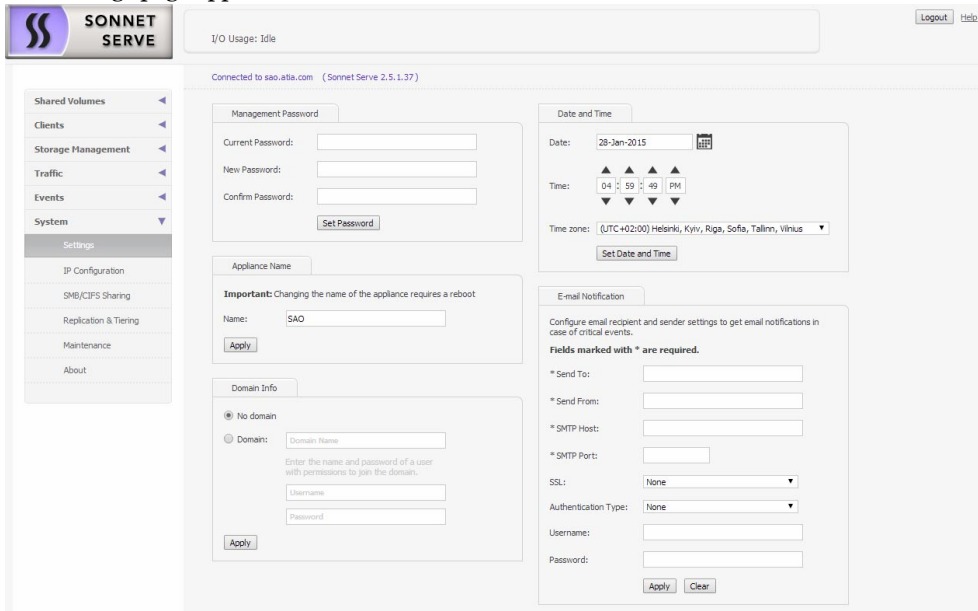 SONNET
SERVE
I/O Usage: Idle
Logout Help
Connected to sao.atia.com (Sonnet Serve 2.5.1.37)
Shared Volumes
Clients
Storage Management
Traffic
Events
System
Settings
IP Configuration
SMB/CIFS Sharing
Replication & Tiering
Maintenance
About
Management Password
Current Password:
New Password:
Confirm Password:
Set Password
Appliance Name
Important: Changing the name of the appliance requires a reboot
Name: SAO
Apply
Domain Info
No domain
Domain: Domain Name
Enter the name and password of a user
with permissions to join the domain.
Username
Password
Apply
Date and Time
Date: 28-Jan-2015
Time: 04 : 59 : 49 PM
Time zone: (UTC+02:00) Helsinki, Kyiv, Riga, Sofia, Tallinn, Vilnius
Set Date and Time
E-mail Notification
Configure email recipient and sender settings to get email notifications in
case of critical events.
Fields marked with * are required.
* Send To:
* Send From:
* SMTP Host:
* SMTP Port:
SSL: None
Authentication Type: None
Username:
Password:
Apply Clear